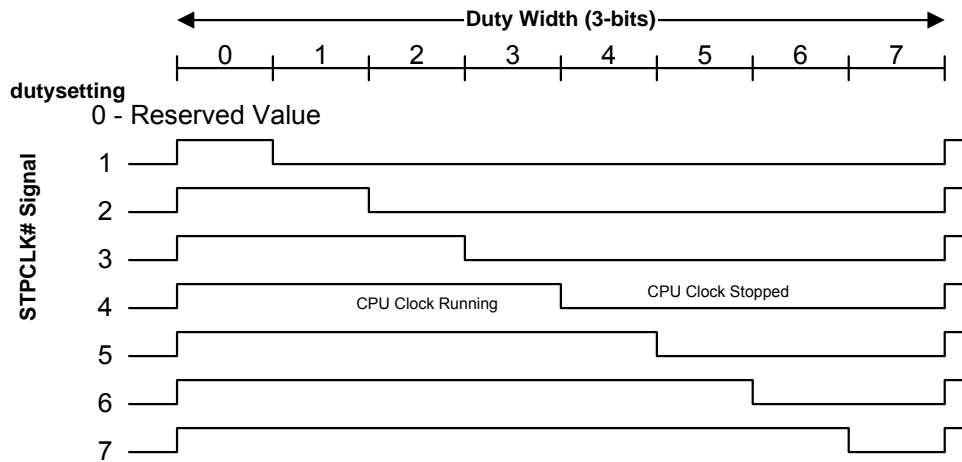 Duty Width (3-bits)
0 1 2 3 4 5 6 7
dutysetting
0 - Reserved Value
STPCLK# Signal
1
2
3
4
CPU Clock Running
CPU Clock Stopped
5
6
7